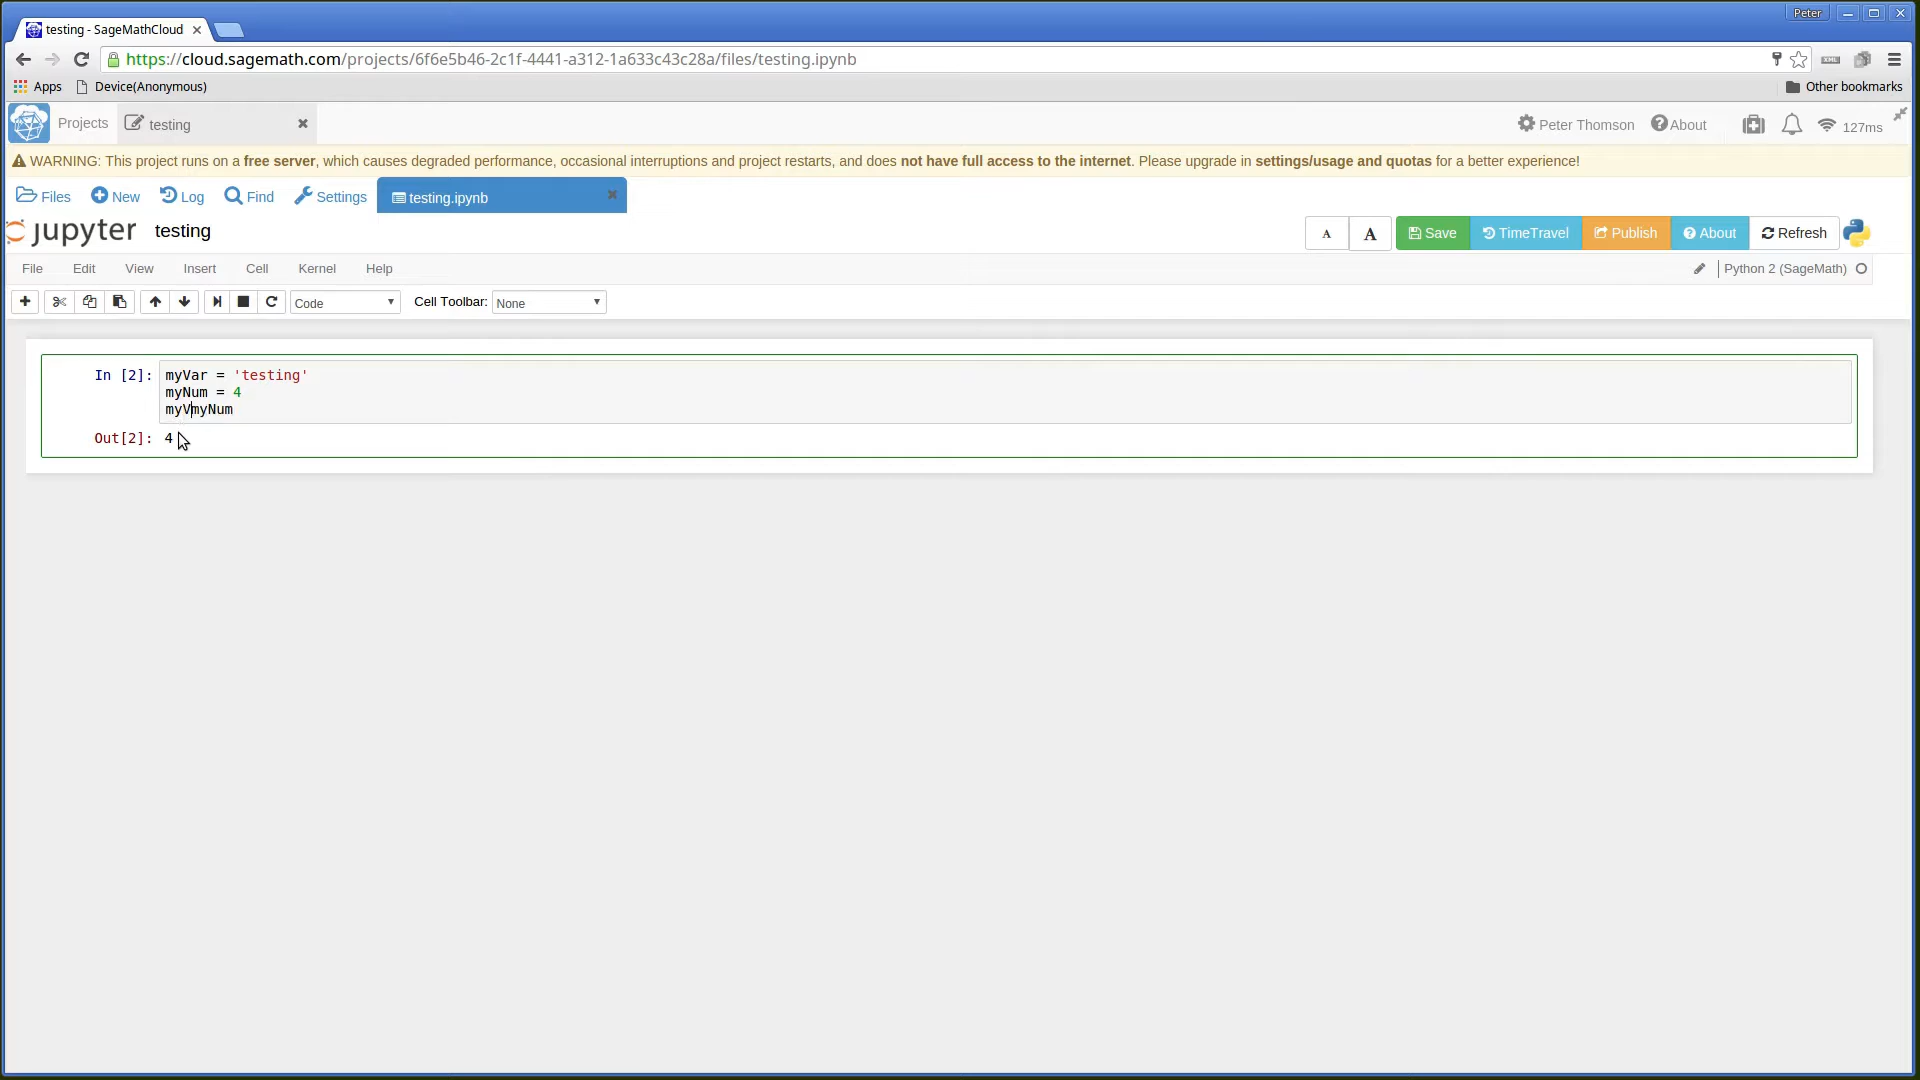 Peter
testing - SageMathCloud
https://cloud.sagemath.com/projects/6f6e5b46-2c1f-4441-a312-1a633c43c28a/files/testing.ipynb
Apps Device(Anonymous) Other bookmarks
Projects testing Peter Thomson About 127ms
WARNING: This project runs on a free server, which causes degraded performance, occasional interruptions and project restarts, and does not have full access to the internet. Please upgrade in settings/usage and quotas for a better experience!
Files New Log Find Settings testing.ipynb
jupyter testing A A Save TimeTravel Publish About Refresh
File Edit View Insert Cell Kernel Help Python 2 (SageMath)
Code Cell Toolbar: None
In [2]: myVar = 'testing'
myNum = 4
myVmyNum
Out[2]: 4